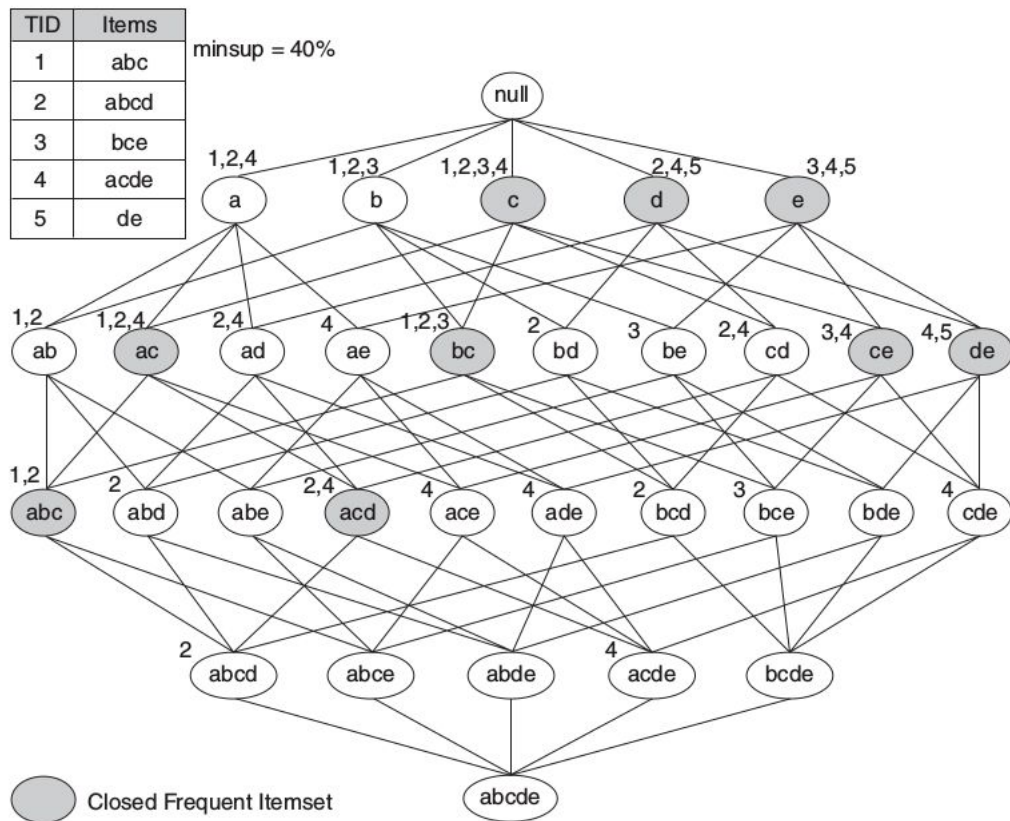 TID Items
1 abc
2 abcd
3 bce
4 acde
5 de
minsup = 40%
null
1,2,4 1,2,3 1,2,3,4 2,4,5 3,4,5
a b c d e
1,2 1,2,4 2,4 4 1,2,3 2 3 2,4 3,4 4,5
ab ac ad ae bc bd be cd ce de
1,2 2 2,4 4 4 2 3 4
abc abd abe acd ace ade bcd bce bde cde
2 4
abcd abce abde acde bcde
abcde
Closed Frequent Itemset